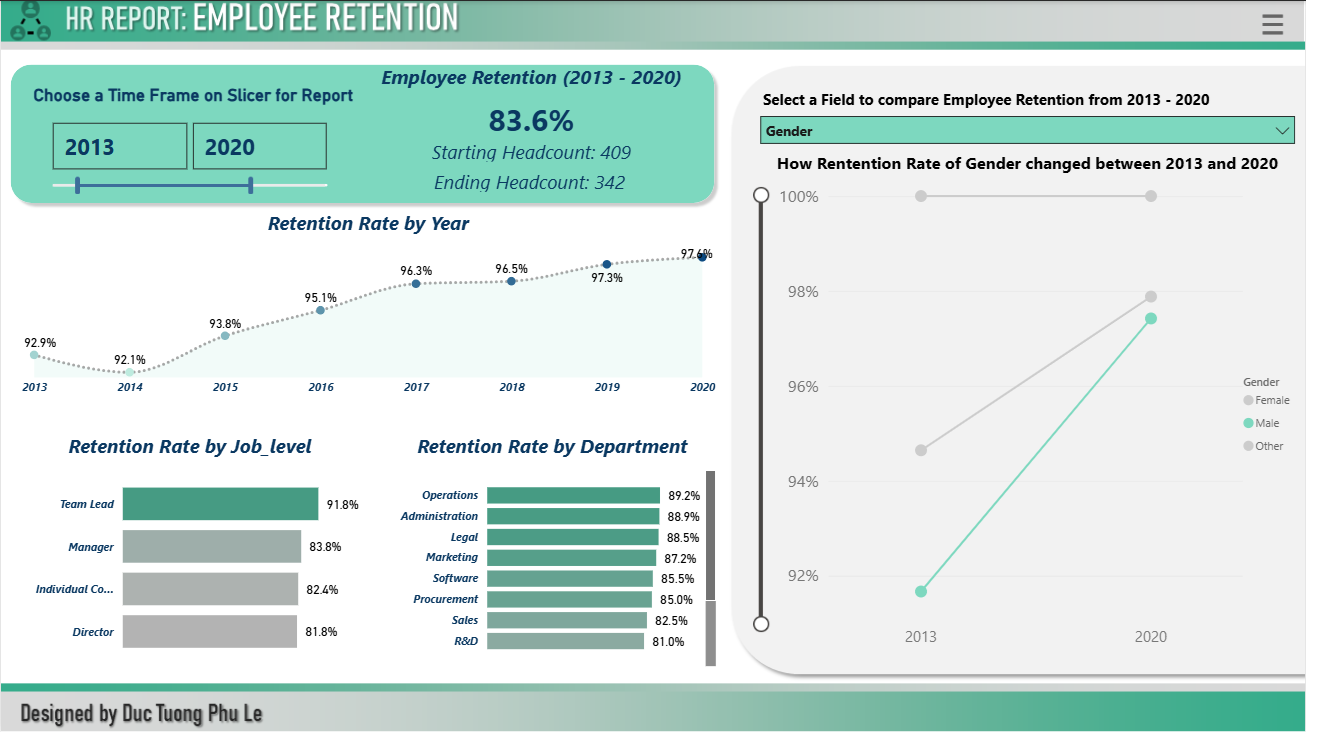 HR REPORT: EMPLOYEE RETENTION
Choose a Time Frame on Slicer for Report
2013
2020
Employee Retention (2013 - 2020)
83.6%
Starting Headcount: 409
Ending Headcount: 342
Retention Rate by Year
92.9%
92.1%
93.8%
95.1%
96.3%
96.5%
97.3%
97.6%
2013 2014 2015 2016 2017 2018 2019 2020
Retention Rate by Job_level
Team Lead 91.8%
Manager 83.8%
Individual Co... 82.4%
Director 81.8%
Retention Rate by Department
Operations 89.2%
Administration 88.9%
Legal 88.5%
Marketing 87.2%
Software 85.5%
Procurement 85.0%
Sales 82.5%
R&D 81.0%
Select a Field to compare Employee Retention from 2013 - 2020
Gender
How Rentention Rate of Gender changed between 2013 and 2020
100%
98%
96%
94%
92%
2013 2020
Gender
Female
Male
Other
Designed by Duc Tuong Phu Le